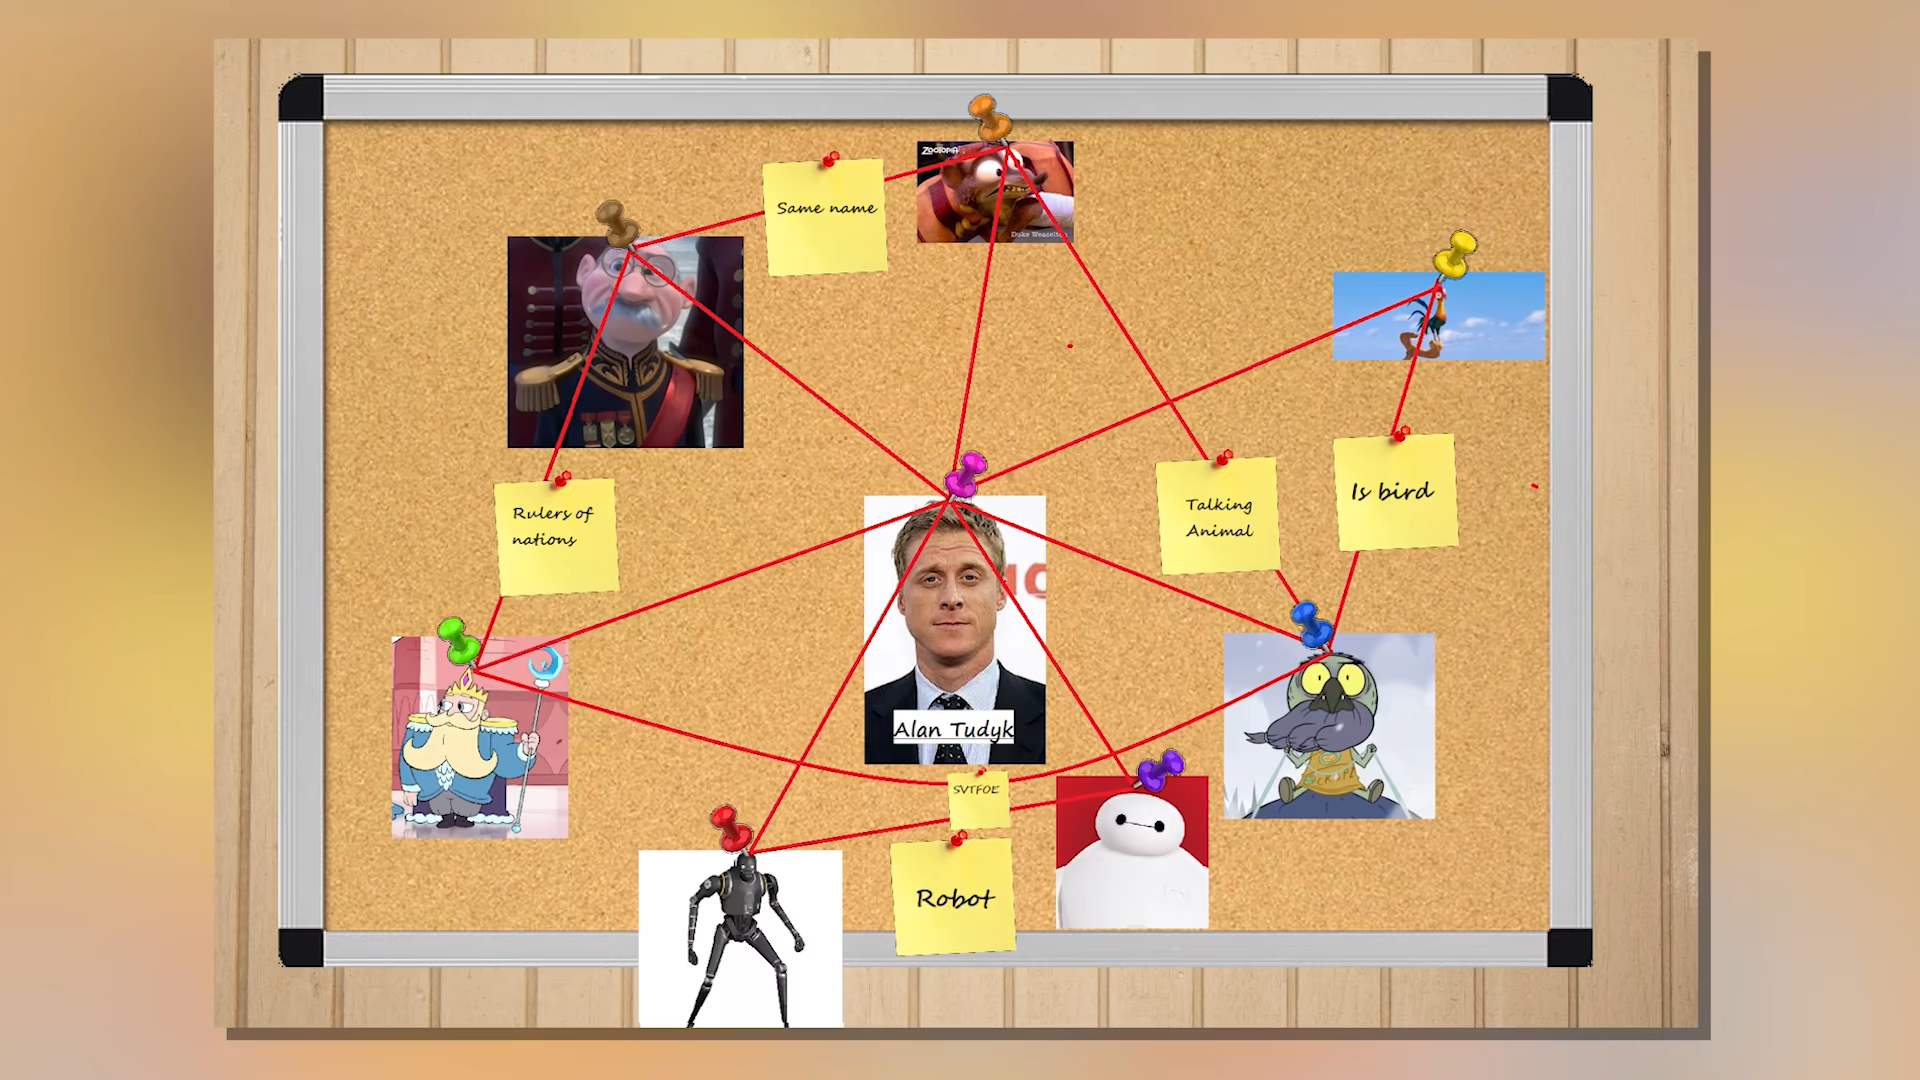 ZOOTOPIA
Same name
Duke Weaselton
Is bird
Talking
Animal
Rulers of
nations
Alan Tudyk
SVTFOE
Robot